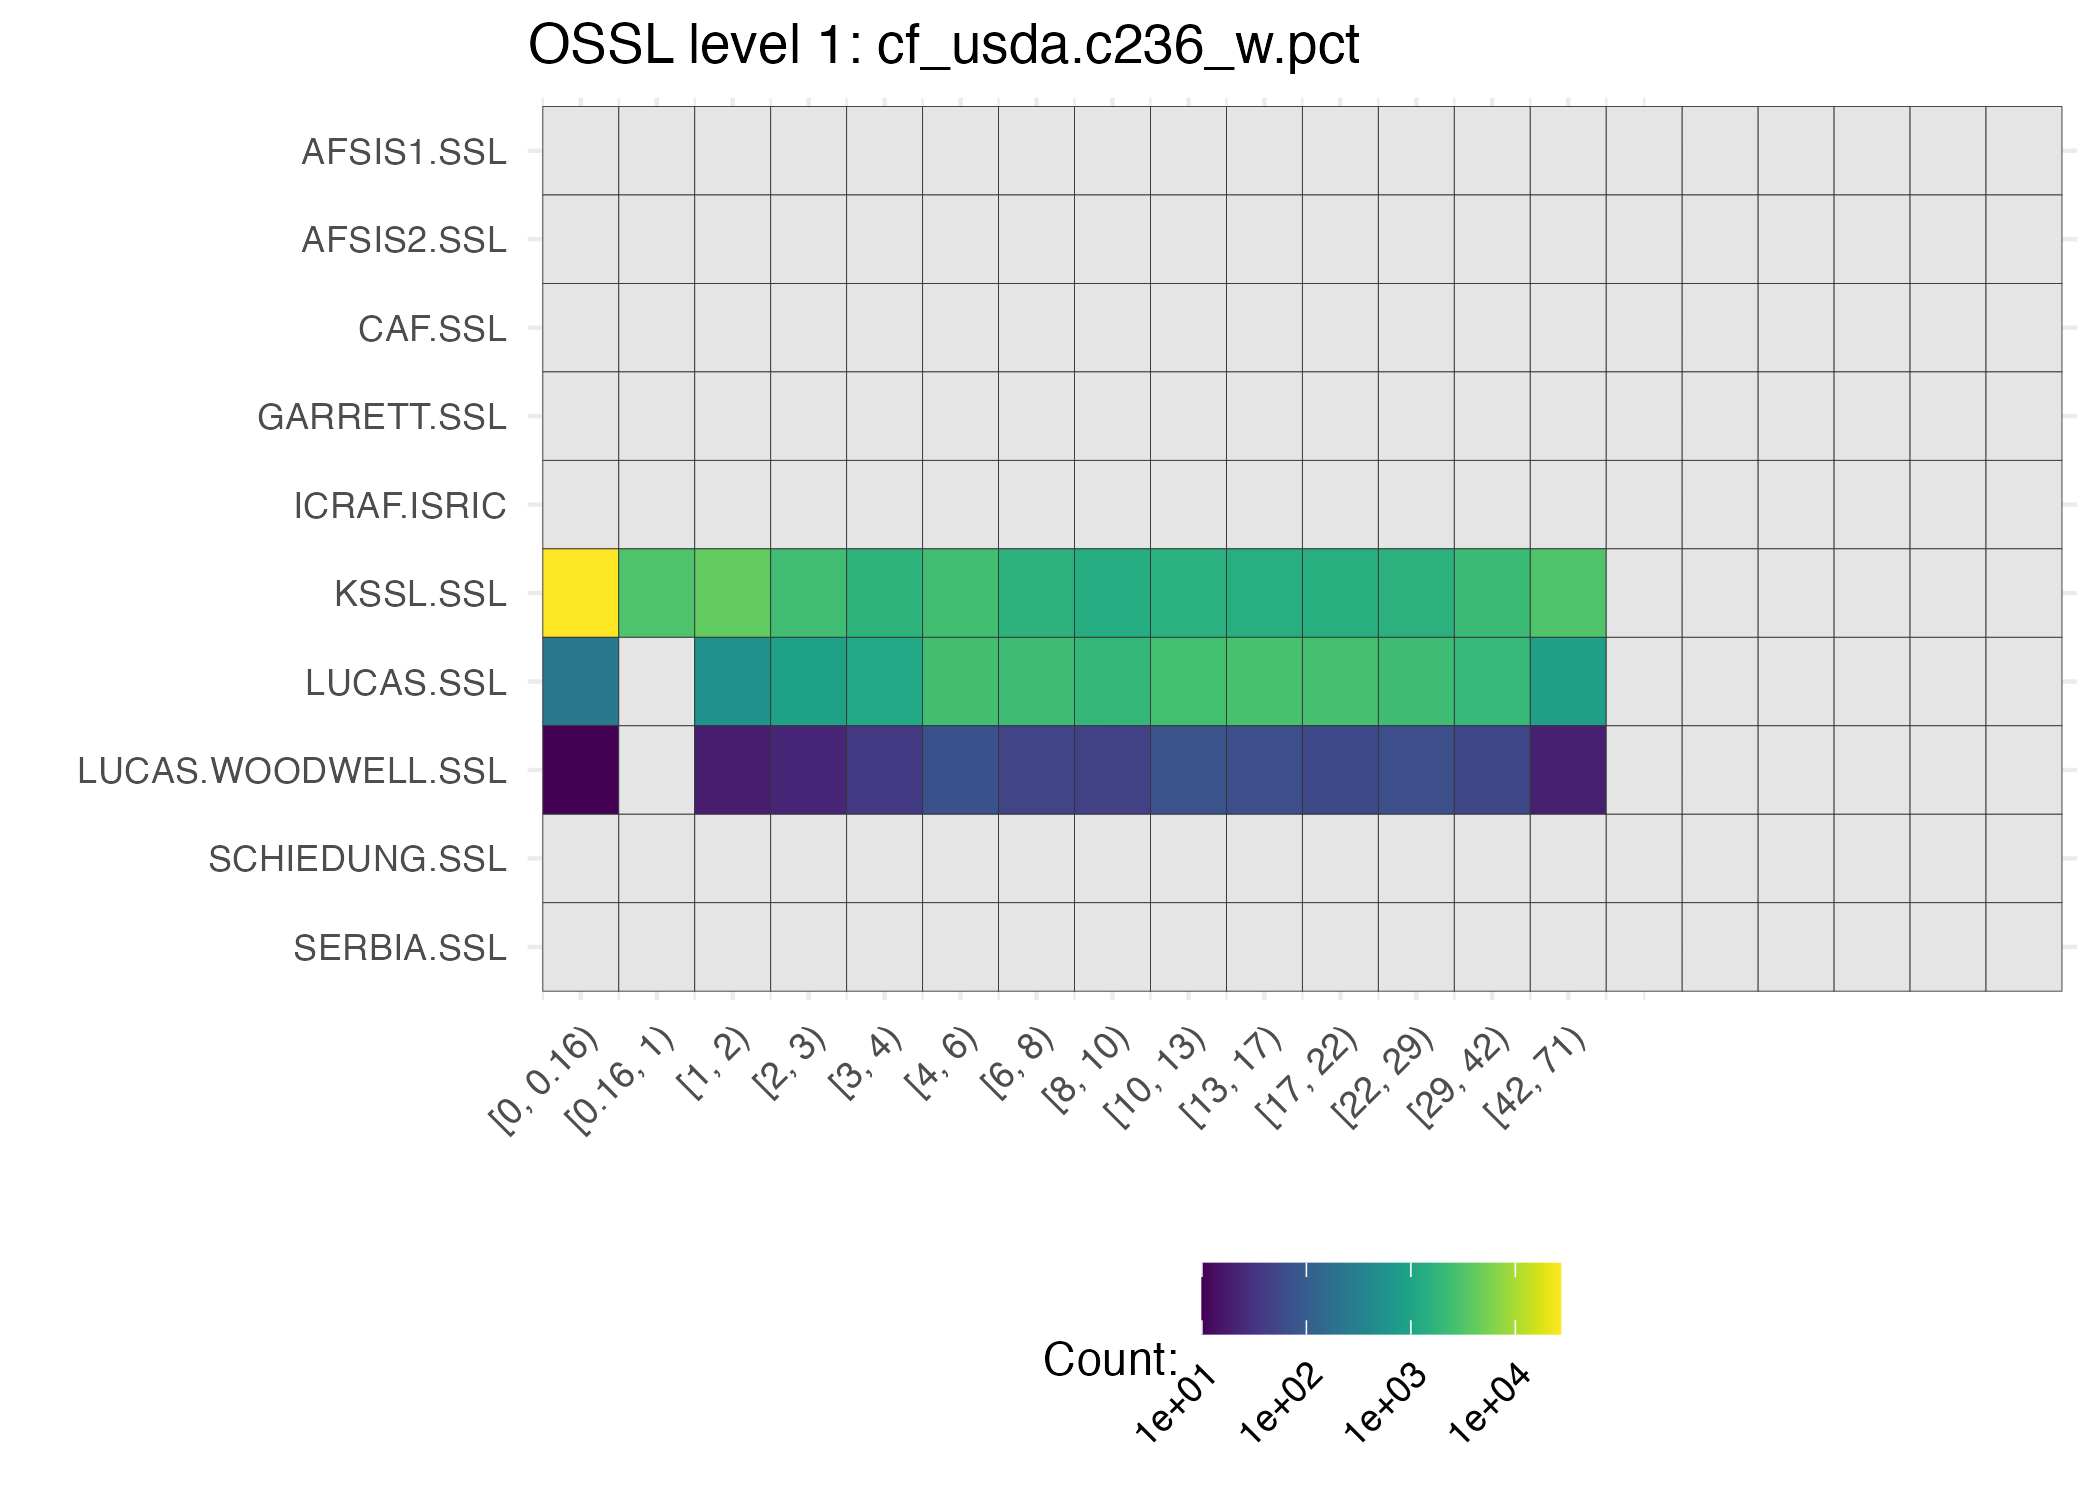 OSSL level 1: cf_usda.c236_w.pct
AFSIS1.SSL
AFSIS2.SSL
CAF.SSL
GARRETT.SSL
ICRAF.ISRIC
KSSL.SSL
LUCAS.SSL
LUCAS.WOODWELL.SSL
SCHIEDUNG.SSL
SERBIA.SSL
[0, 0.16)
[0.16, 1)
[1, 2)
[2, 3)
[3, 4)
[4, 6)
[6, 8)
[8, 10)
[10, 13)
[13, 17)
[17, 22)
[22, 29)
[29, 42)
[42, 71)
Count:
1e+01
1e+02
1e+03
1e+04